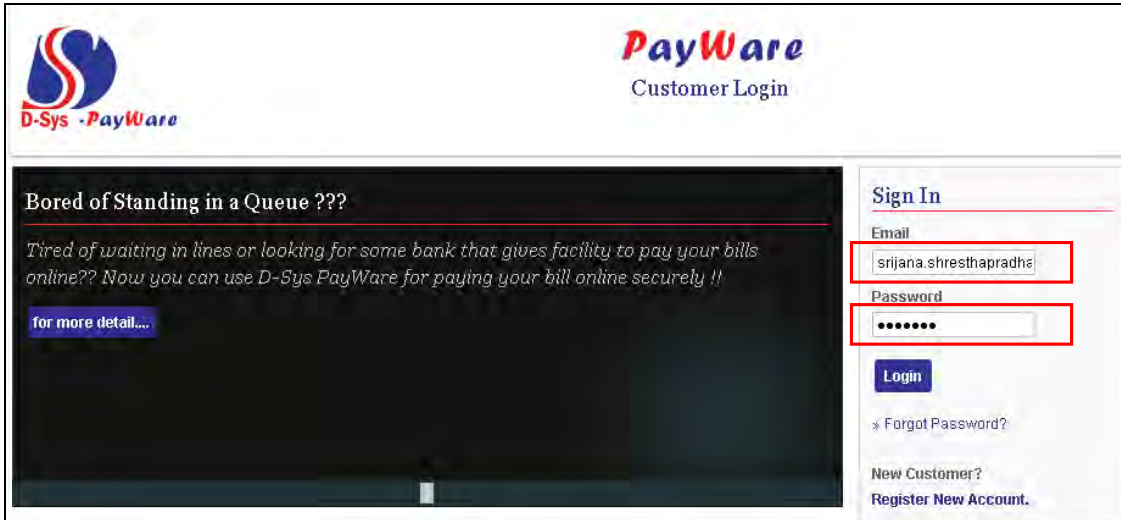 D-Sys -PayWare
PayWare
Customer Login
Bored of Standing in a Queue ???
Tired of waiting in lines or looking for some bank that gives facility to pay your bills
online?? Now you can use D-Sys PayWare for paying your bill online securely !!
for more detail....
Sign In
Email
srijana.shresthapradha
Password
•••••••
Login
» Forgot Password?
New Customer?
Register New Account.